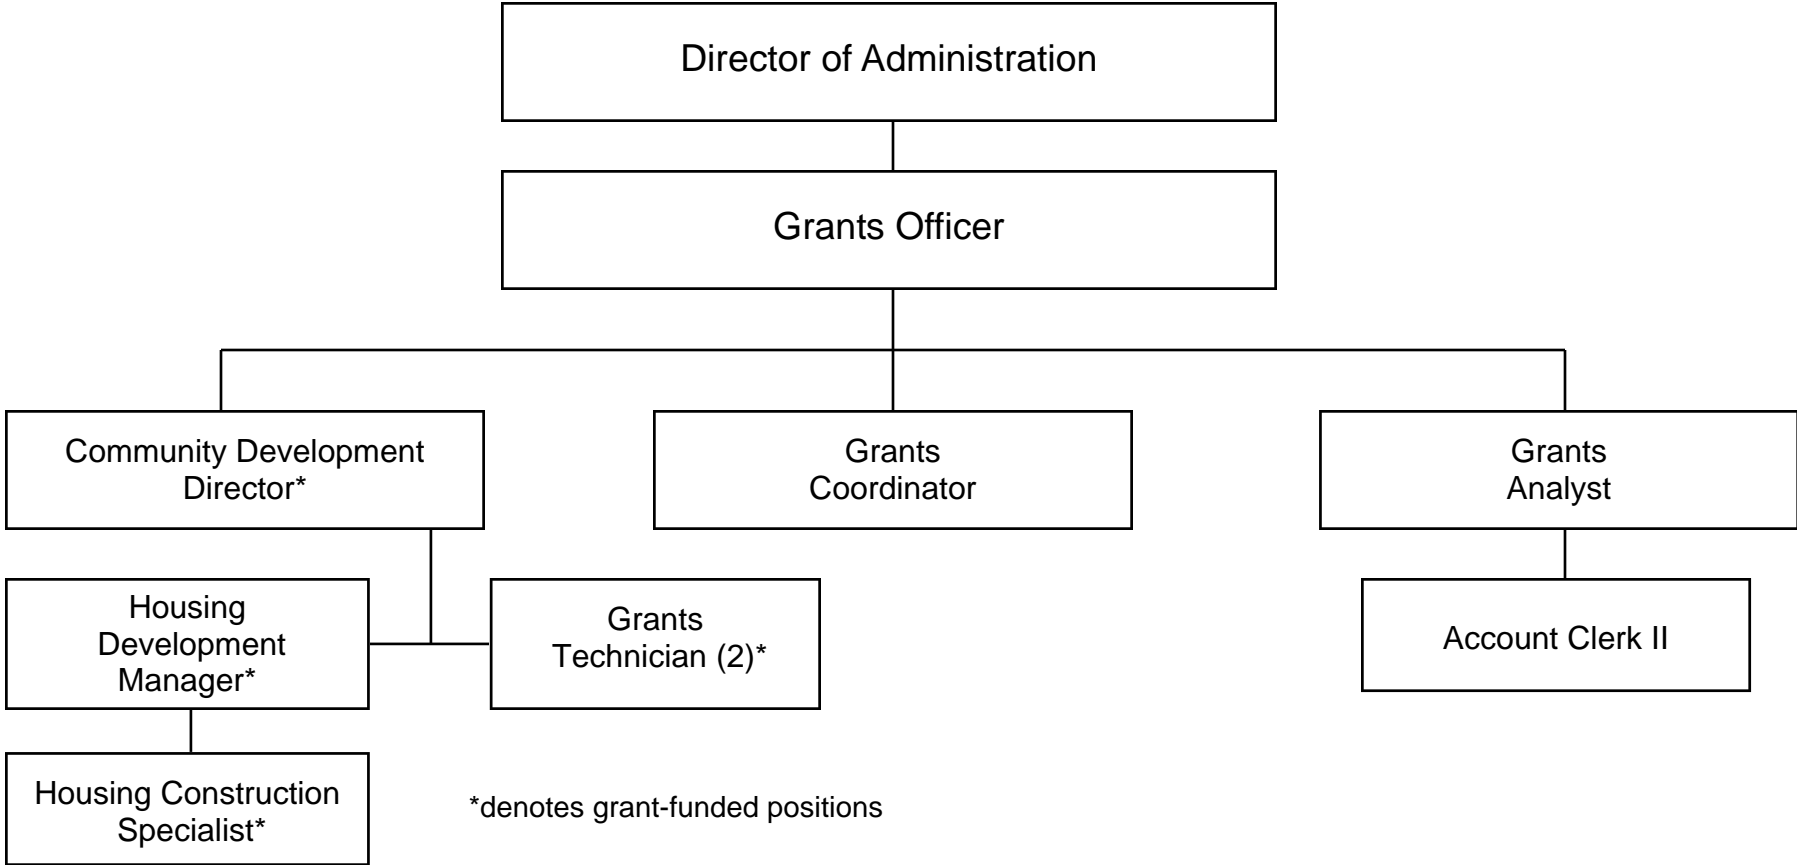 Director of Administration
Grants Officer
Community Development
Director*
Grants
Coordinator
Grants
Analyst
Housing
Development
Manager*
Grants
Technician (2)*
Account Clerk II
Housing Construction
Specialist*
*denotes grant-funded positions